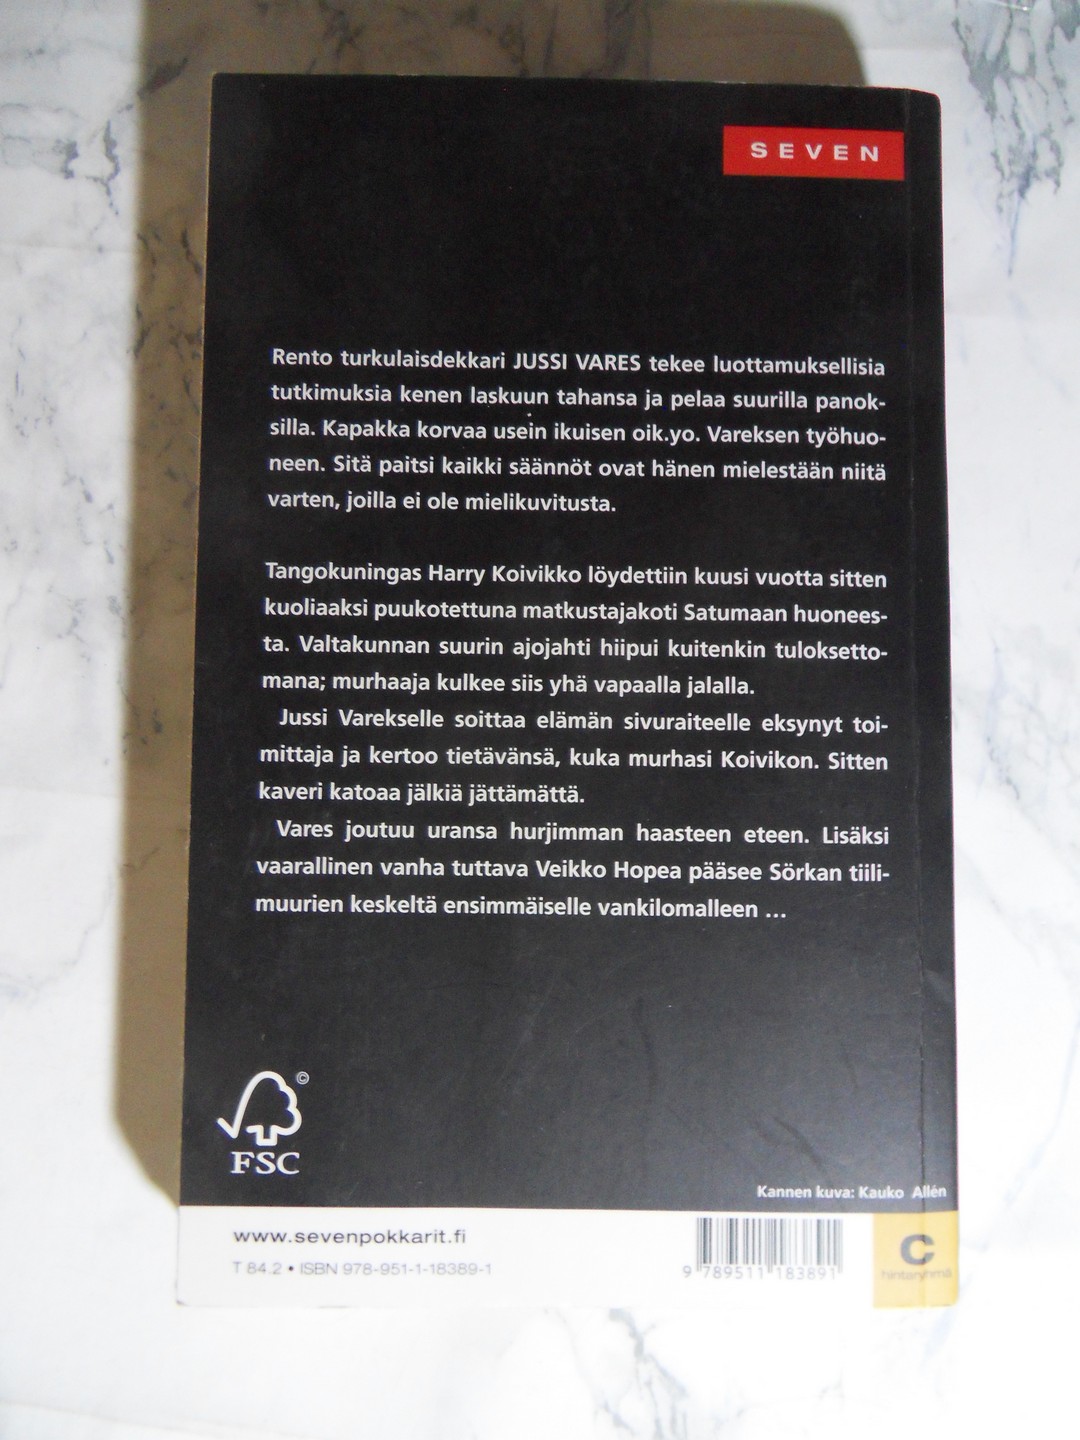 SEVEN
Rento turkulaisdekkari JUSSI VARES tekee luottamuksellisia
tutkimuksia kenen laskuun tahansa ja pelaa suurilla panok-
silla. Kapakka korvaa usein ikuisen oik.yo. Vareksen työhuo-
neen. Sitä paitsi kaikki säännöt ovat hänen mielestään niitä
varten, joilla ei ole mielikuvitusta.
Tangokuningas Harry Koivikko löydettiin kuusi vuotta sitten
kuoliaaksi puukotettuna matkustajakoti Satumaan huonees-
ta. Valtakunnan suurin ajojahti hiipui kuitenkin tuloksetto-
mana; murhaaja kulkee siis yhä vapaalla jalalla.
Jussi Varekselle soittaa elämän sivuraiteelle eksynyt toi-
mittaja ja kertoo tietävänsä, kuka murhasi Koivikon. Sitten
kaveri katoaa jälkiä jättämättä.
Vares joutuu uransa hurjimman haasteen eteen. Lisäksi
vaarallinen vanha tuttava Veikko Hopea pääsee Sörkan tiili-
muurien keskeltä ensimmäiselle vankilomalleen ...
©
FSC
Kannen kuva: Kauko Allén
www.sevenpokkarit.fi
T 84.2 • ISBN 978-951-1-18389-1
9 789511 183891
C
hintaryhmä